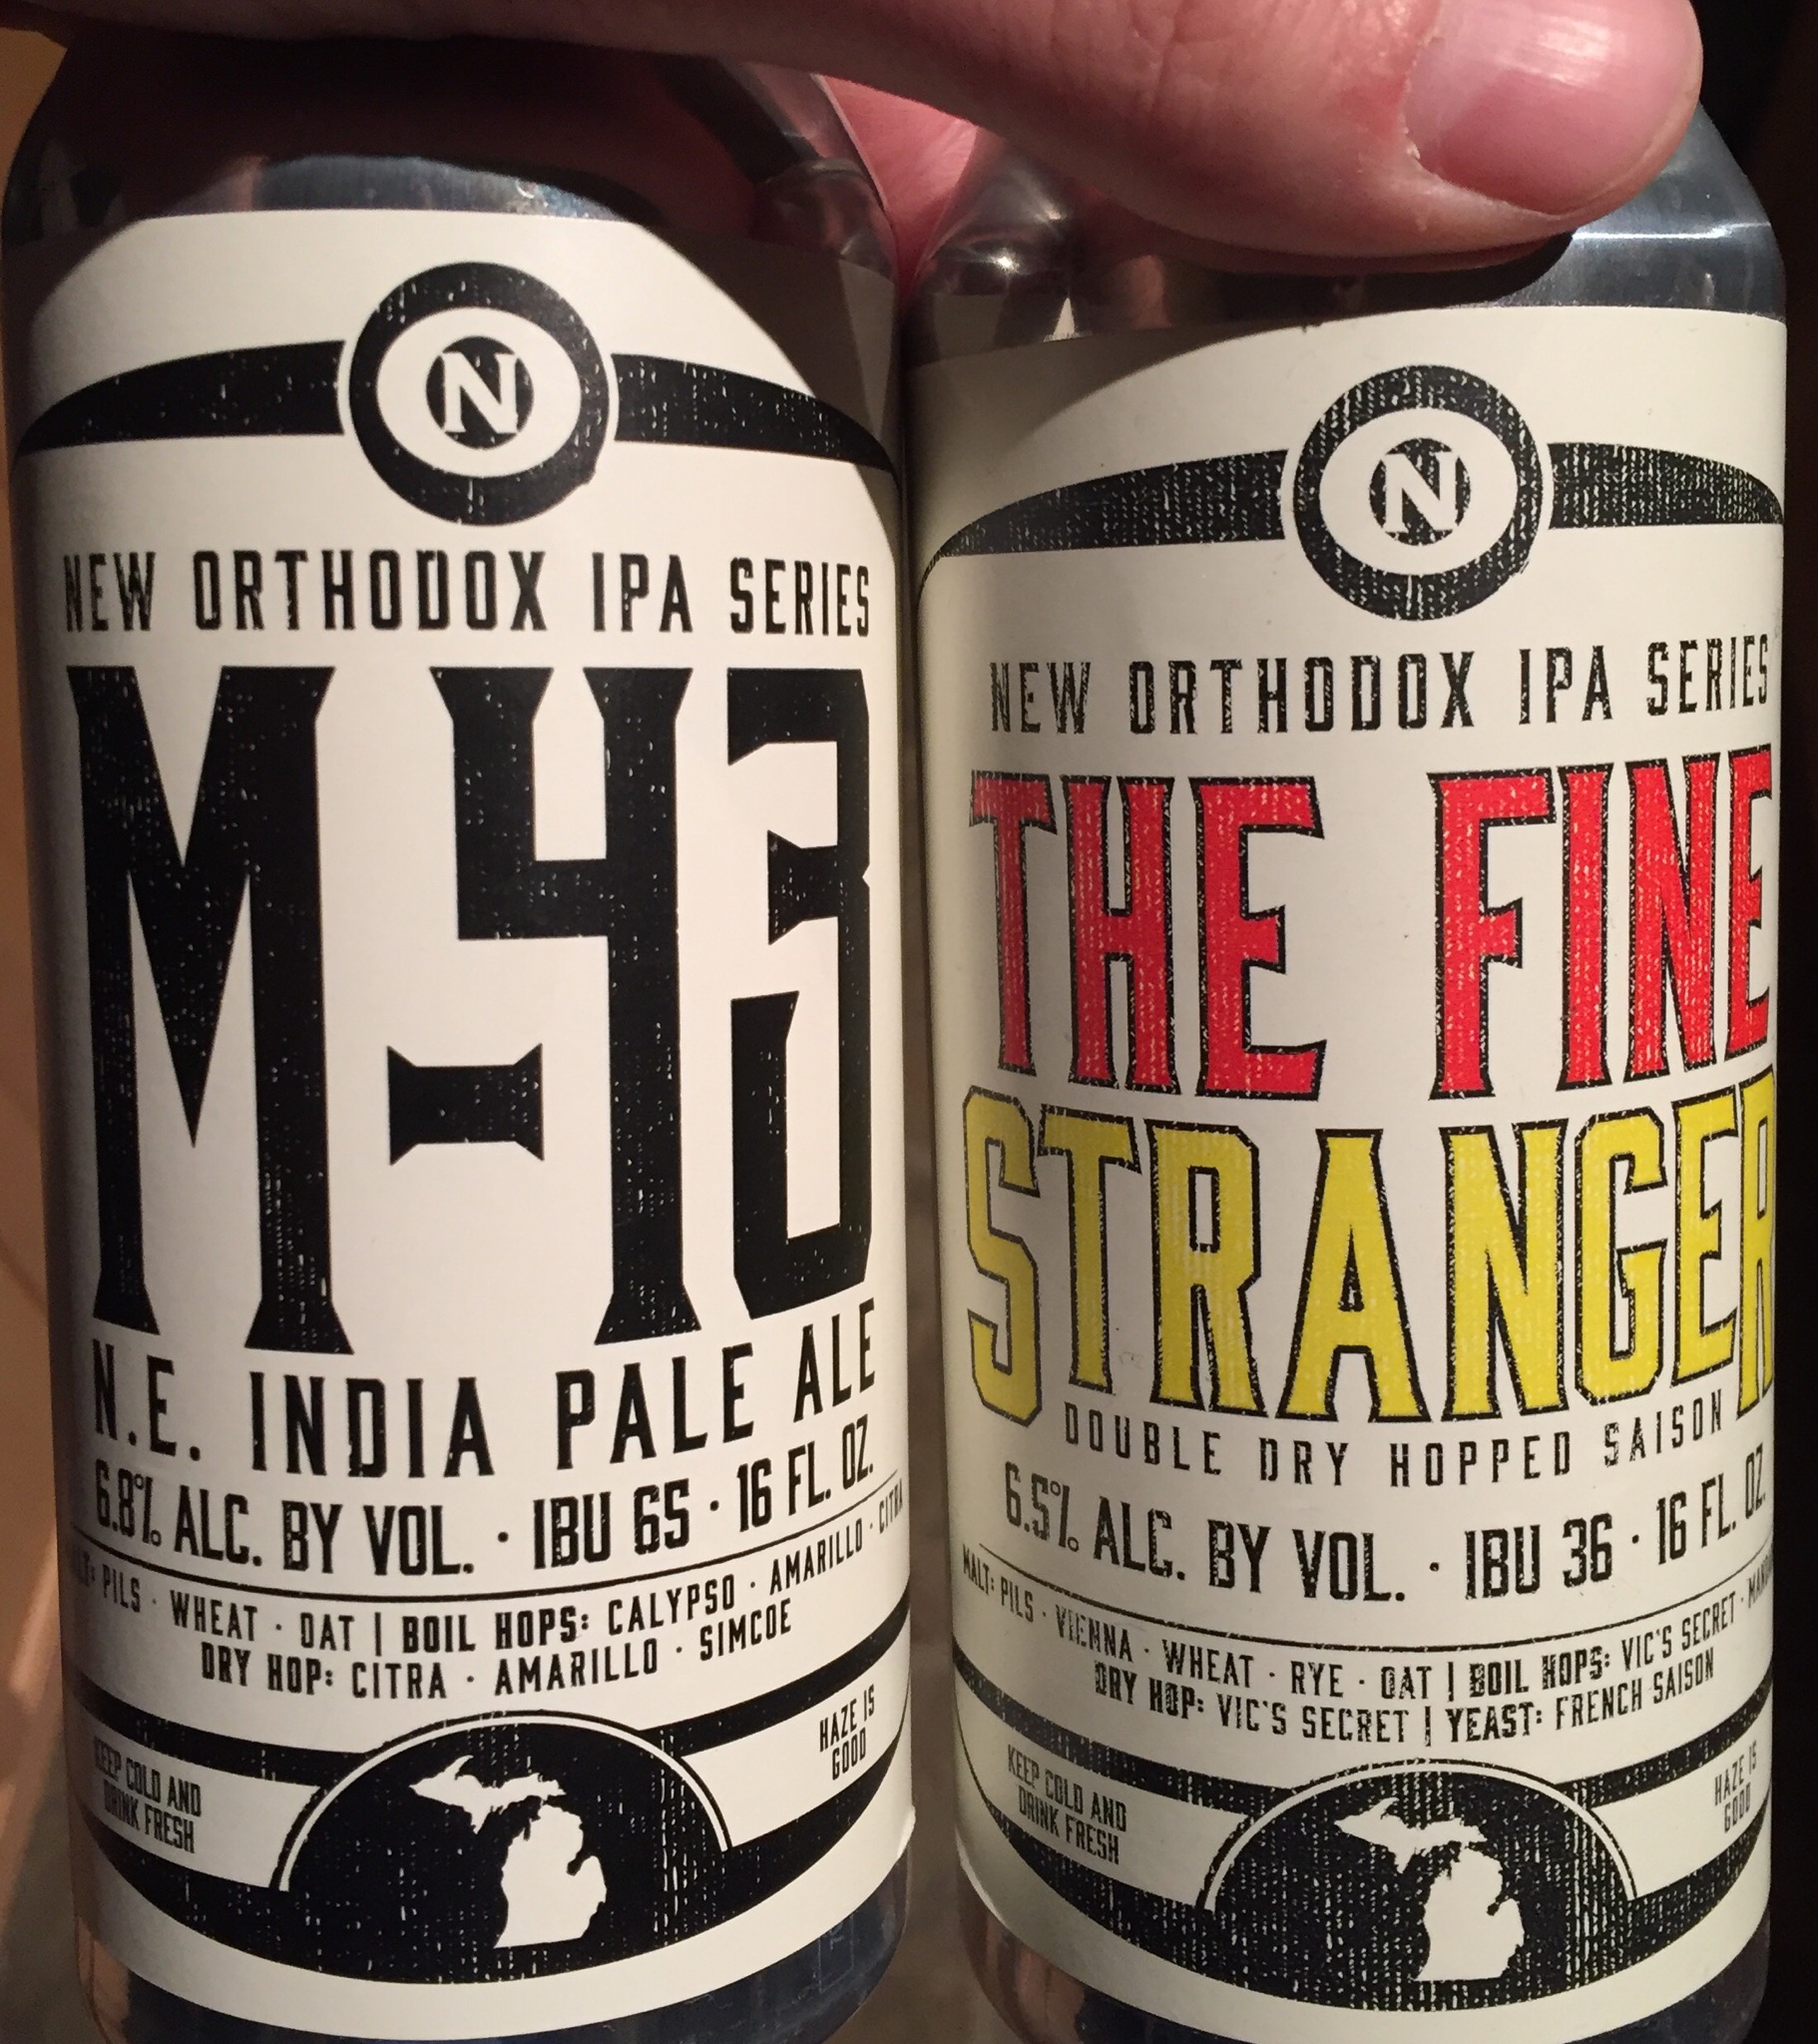 N
NEW ORTHODOX IPA SERIES
M-43
N.E. INDIA PALE ALE
6.8% ALC. BY VOL. · IBU 65 · 16 FL. OZ.
PILS · WHEAT · OAT | BOIL HOPS: CALYPSO · AMARILLO · CITRA
DRY HOP: CITRA · AMARILLO · SIMCOE
KEEP COLD AND
DRINK FRESH
HAZE IS
GOOD
N
NEW ORTHODOX IPA SERIES
THE FINE
STRANGER
DOUBLE DRY HOPPED SAISON
6.5% ALC. BY VOL. · IBU 36 · 16 FL. OZ.
MALT: PILS · VIENNA · WHEAT · RYE · OAT | BOIL HOPS: VIC'S SECRET ·
DRY HOP: VIC'S SECRET | YEAST: FRENCH SAISON
KEEP COLD AND
DRINK FRESH
HAZE IS
GOOD